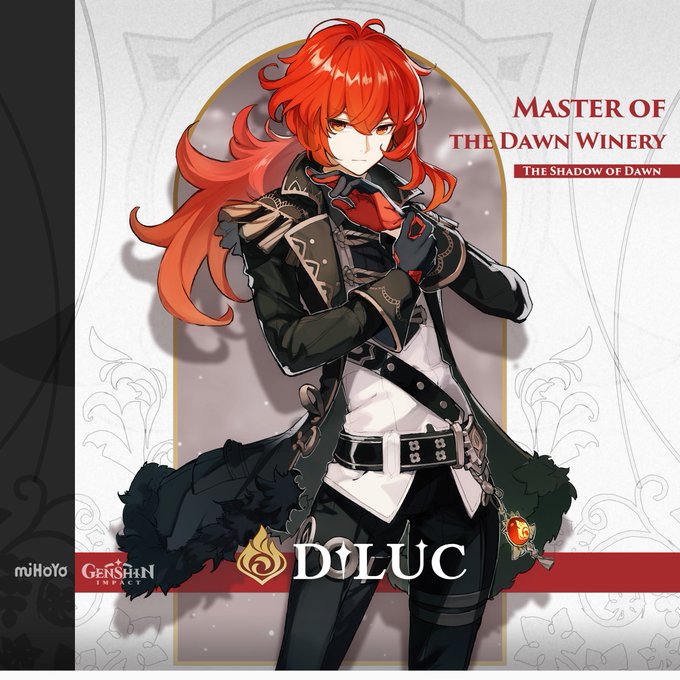 MASTER OF
THE DAWN WINERY
THE SHADOW OF DAWN
DILUC
miHoYo
GENSHIN
IMPACT